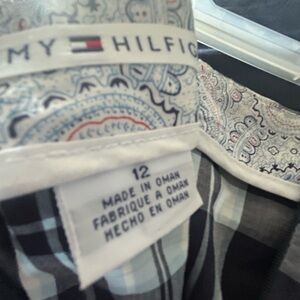 MY HILFIG
12
MADE IN OMAN
FABRIQUE A OMAN
HECHO EN OMAN